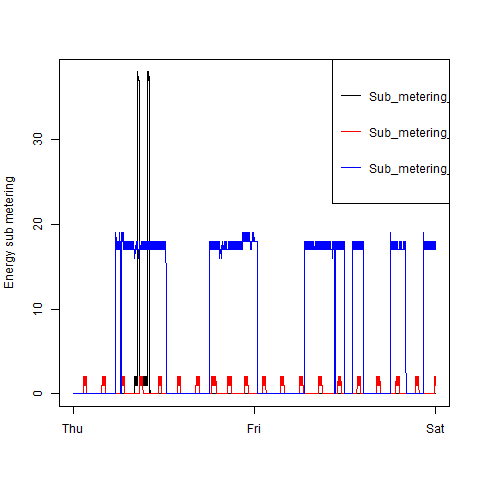 Energy sub metering
30
20
10
0
Thu Fri Sat
Sub_metering_
Sub_metering_
Sub_metering_